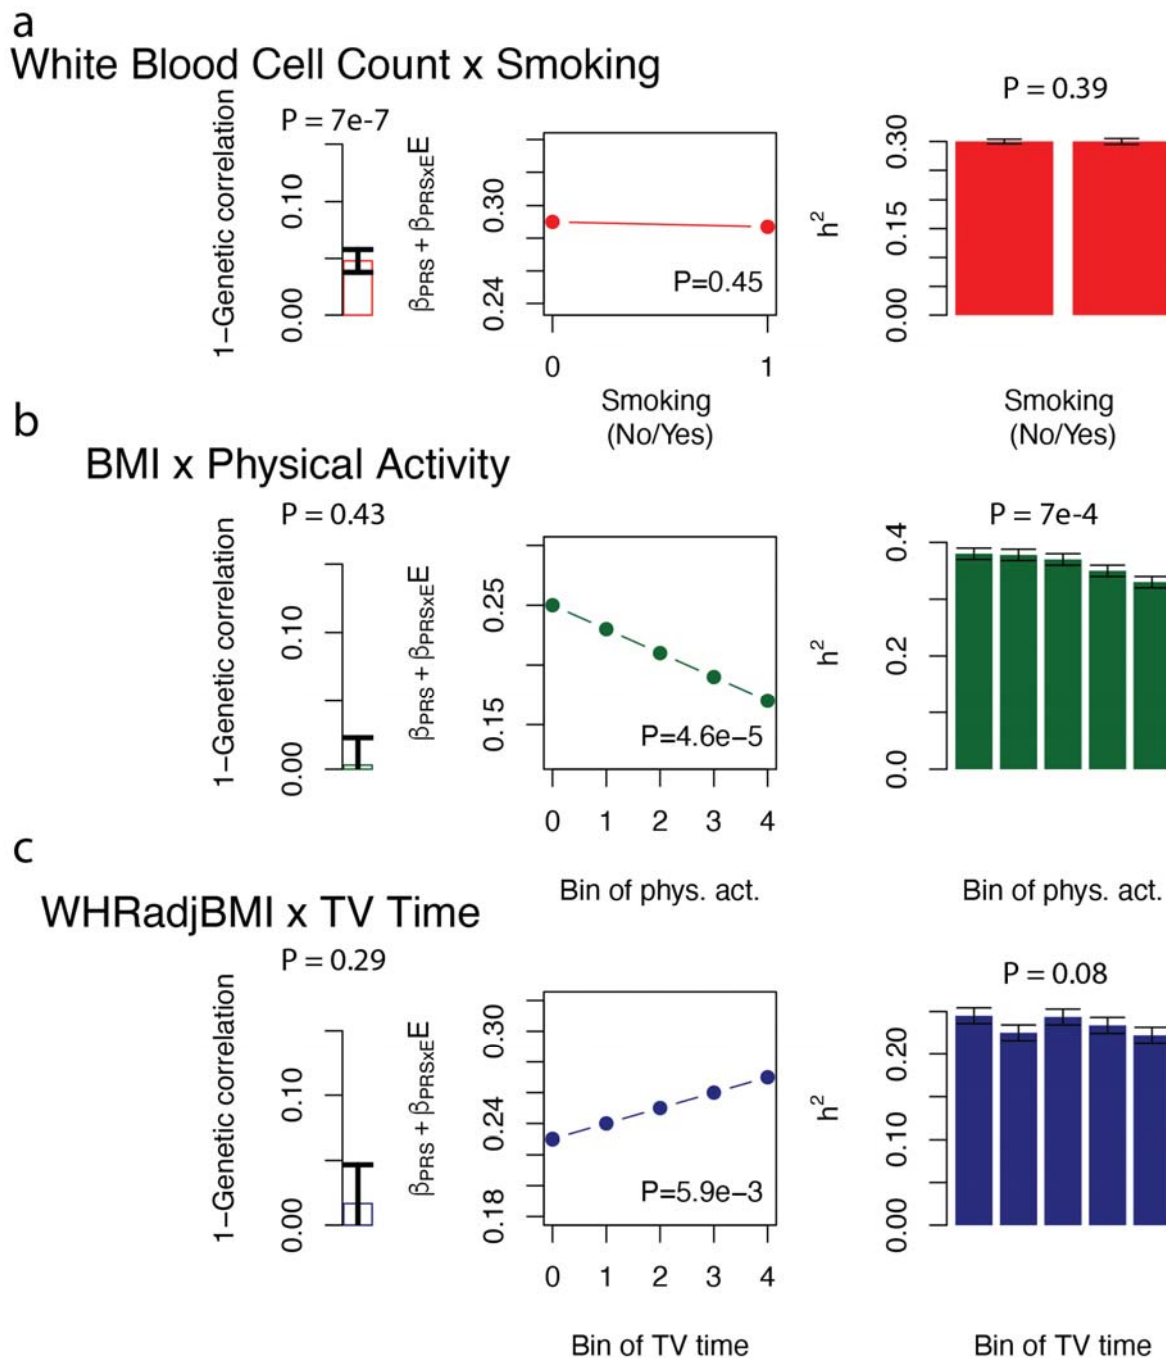 a
White Blood Cell Count x Smoking
1−Genetic correlation
0.00
0.10
P = 7e-7
βPRS + βPRSxEE
0.24
0.30
P=0.45
0
1
Smoking
(No/Yes)
h²
0.00
0.15
0.30
P = 0.39
Smoking
(No/Yes)
b
BMI x Physical Activity
1−Genetic correlation
0.00
0.10
P = 0.43
βPRS + βPRSxEE
0.15
0.25
P=4.6e−5
0 1 2 3 4
Bin of phys. act.
h²
0.0
0.2
0.4
P = 7e-4
Bin of phys. act.
c
WHRadjBMI x TV Time
1−Genetic correlation
0.00
0.10
P = 0.29
βPRS + βPRSxEE
0.18
0.24
0.30
P=5.9e−3
0 1 2 3 4
Bin of TV time
h²
0.00
0.10
0.20
P = 0.08
Bin of TV time